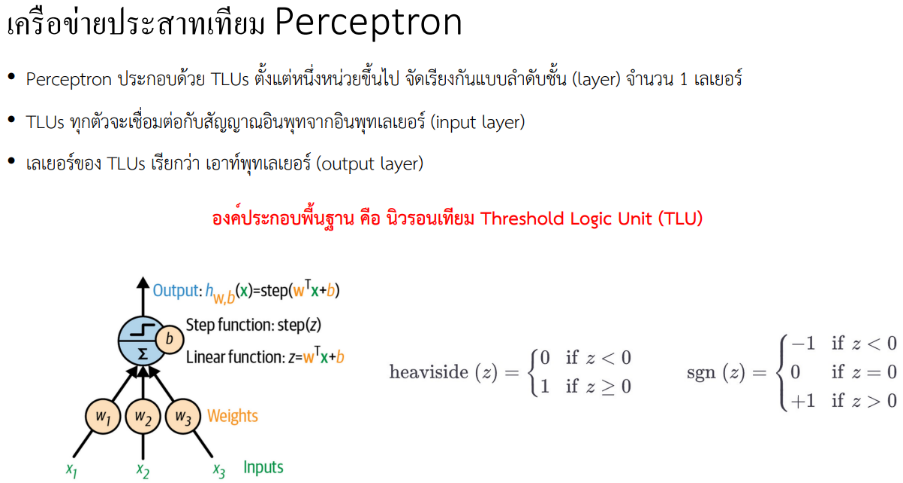 เครือข่ายประสาทเทียม Perceptron
• Perceptron ประกอบด้วย TLUs ตั้งแต่หนึ่งหน่วยขึ้นไป จัดเรียงกันแบบลำดับชั้น (layer) จำนวน 1 เลเยอร์
• TLUs ทุกตัวจะเชื่อมต่อกับสัญญาณอินพุทจากอินพุทเลเยอร์ (input layer)
• เลเยอร์ของ TLUs เรียกว่า เอาท์พุทเลเยอร์ (output layer)
องค์ประกอบพื้นฐาน คือ นิวรอนเทียม Threshold Logic Unit (TLU)
Output: h_{w,b}(x)=step(wᵀx+b)
Step function: step(z)
b
Σ
Linear function: z=wᵀx+b
w₁ w₂ w₃ Weights
x₁ x₂ x₃ Inputs
heaviside (z) = { 0 if z < 0
1 if z ≥ 0
sgn (z) = { −1 if z < 0
0 if z = 0
+1 if z > 0